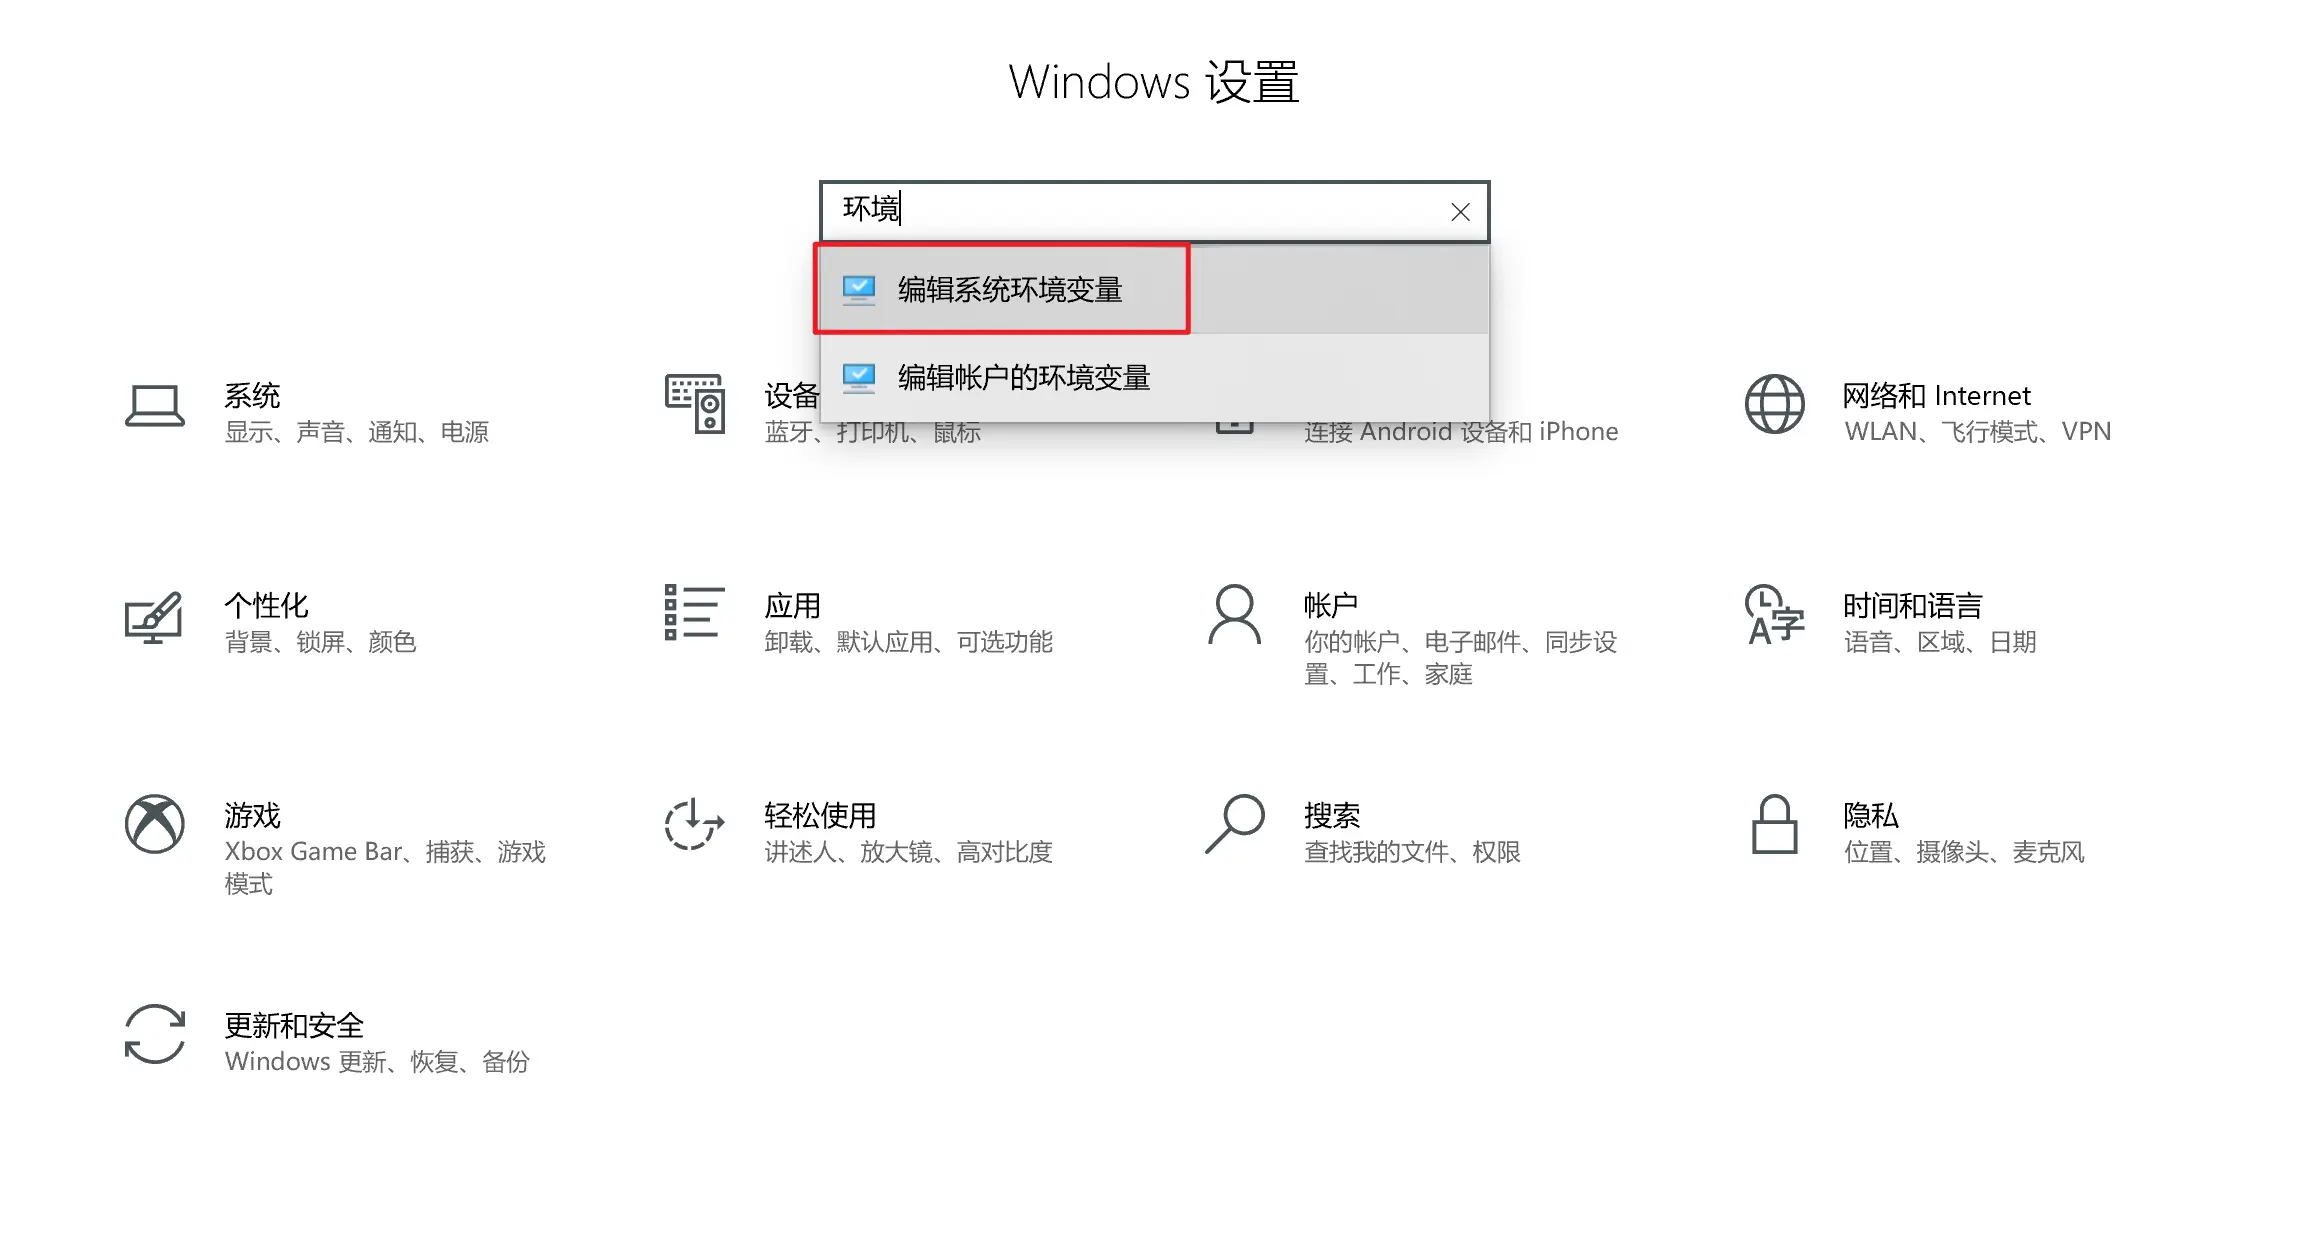 Windows 设置
环境
编辑系统环境变量
编辑帐户的环境变量
系统
显示、声音、通知、电源
设备
蓝牙、打印机、鼠标
连接 Android 设备和 iPhone
网络和 Internet
WLAN、飞行模式、VPN
个性化
背景、锁屏、颜色
应用
卸载、默认应用、可选功能
帐户
你的帐户、电子邮件、同步设
置、工作、家庭
时间和语言
语音、区域、日期
游戏
Xbox Game Bar、捕获、游戏
模式
轻松使用
讲述人、放大镜、高对比度
搜索
查找我的文件、权限
隐私
位置、摄像头、麦克风
更新和安全
Windows 更新、恢复、备份